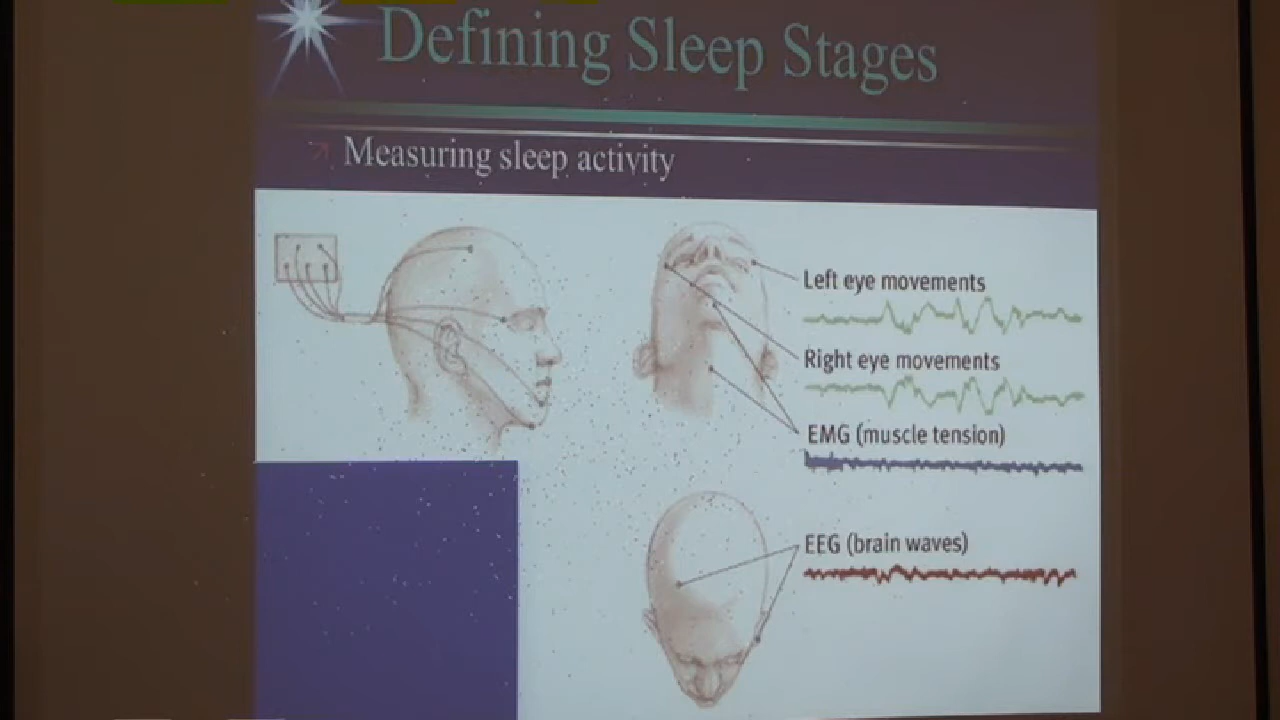 Defining Sleep Stages
Measuring sleep activity
Left eye movements
Right eye movements
EMG (muscle tension)
EEG (brain waves)